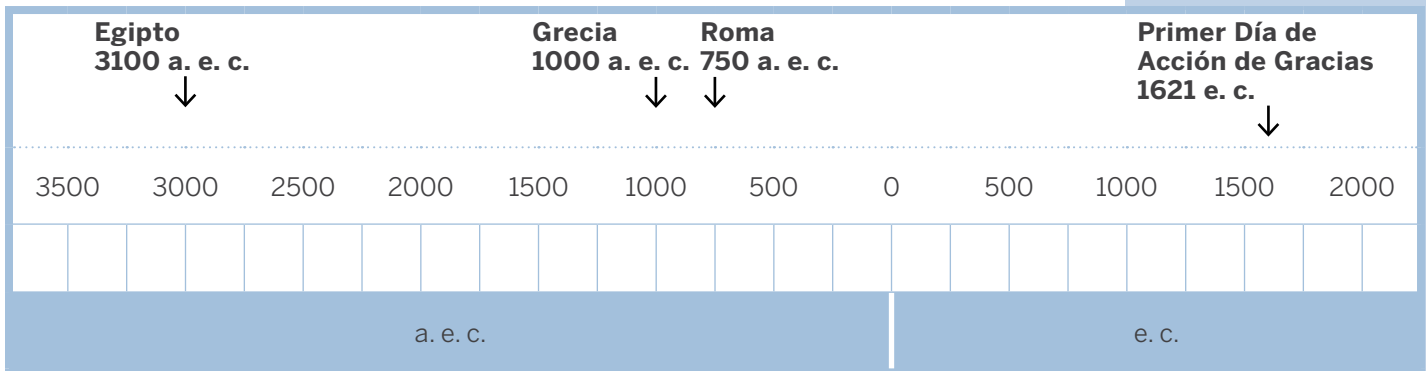 Egipto
3100 a. e. c.
Grecia
1000 a. e. c.
Roma
750 a. e. c.
Primer Día de
Acción de Gracias
1621 e. c.
3500 3000 2500 2000 1500 1000 500 0 500 1000 1500 2000
a. e. c. e. c.